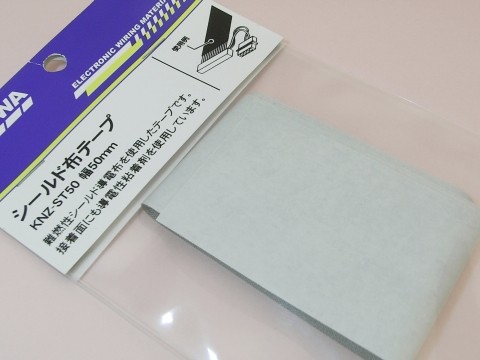 ELECTRONIC WIRING MATERIAL
WA
使用例
シールド布テープ
KNZ-ST50 幅50mm
難燃性シールド導電布を使用したテープです。
接着面にも導電性粘着剤を使用しています。